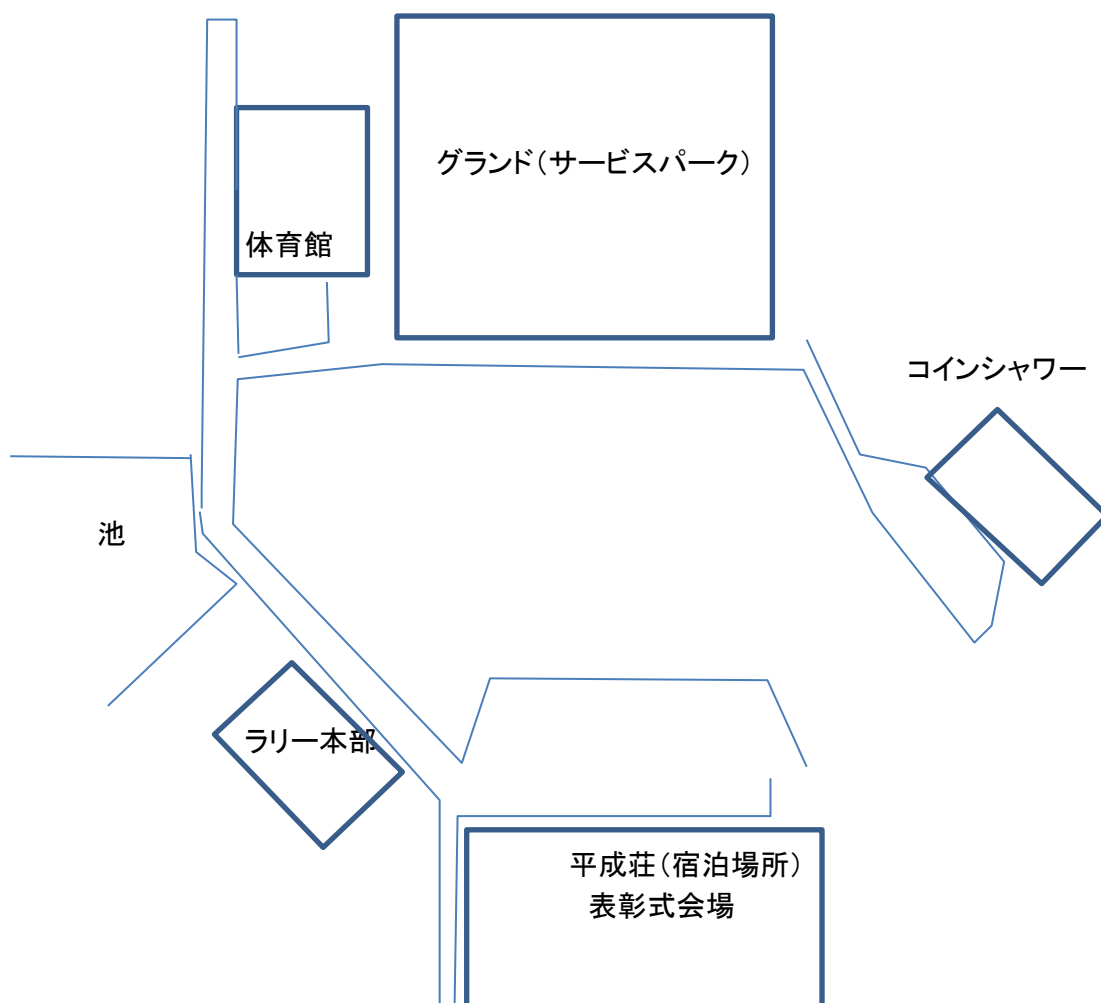 グランド（サービスパーク）
体育館
コインシャワー
池
ラリー本部
平成荘（宿泊場所）
表彰式会場